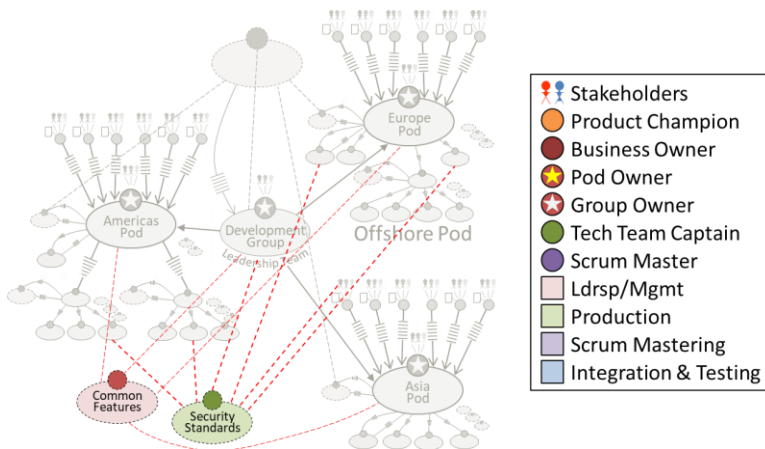 Europe
Pod
Offshore Pod
Americas
Pod
Development
Group
Leadership Team
Asia
Pod
Common
Features
Security
Standards
Stakeholders
Product Champion
Business Owner
Pod Owner
Group Owner
Tech Team Captain
Scrum Master
Ldrsp/Mgmt
Production
Scrum Mastering
Integration & Testing